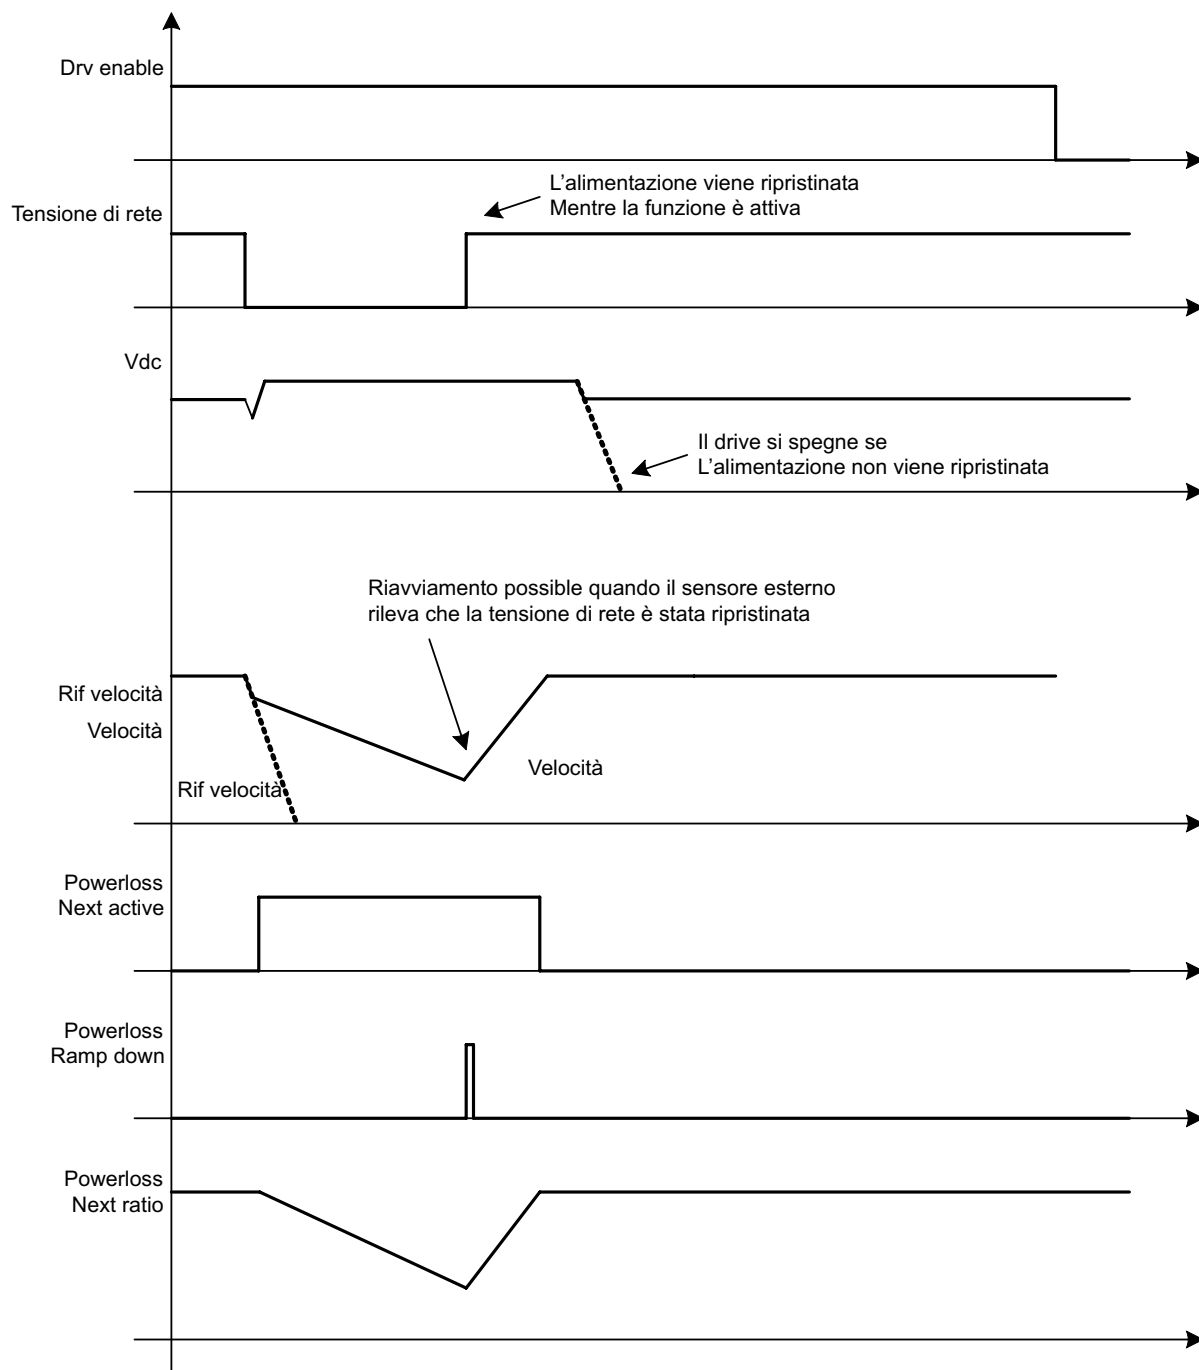 Drv enable
L'alimentazione viene ripristinata
Mentre la funzione è attiva
Tensione di rete
Vdc
Il drive si spegne se
L'alimentazione non viene ripristinata
Riavviamento possible quando il sensore esterno
rileva che la tensione di rete è stata ripristinata
Rif velocità
Velocità
Velocità
Rif velocità
Powerloss
Next active
Powerloss
Ramp down
Powerloss
Next ratio